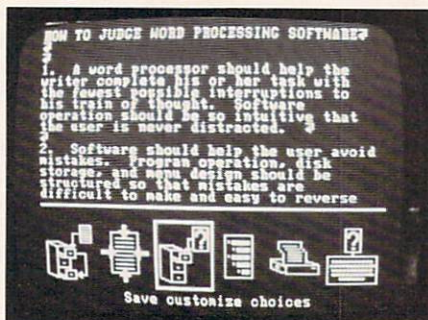 HOW TO JUDGE WORD PROCESSING SOFTWARE
1. A word processor should help the
writer complete his or her task with
the fewest possible interruptions to
his train of thought. Software
operation should be so intuitive that
the user is never distracted.
2. Software should help the user avoid
mistakes. Program operation, disk
storage, and menu design should be
structured so that mistakes are
difficult to make and easy to reverse
?
?
Save customize choices